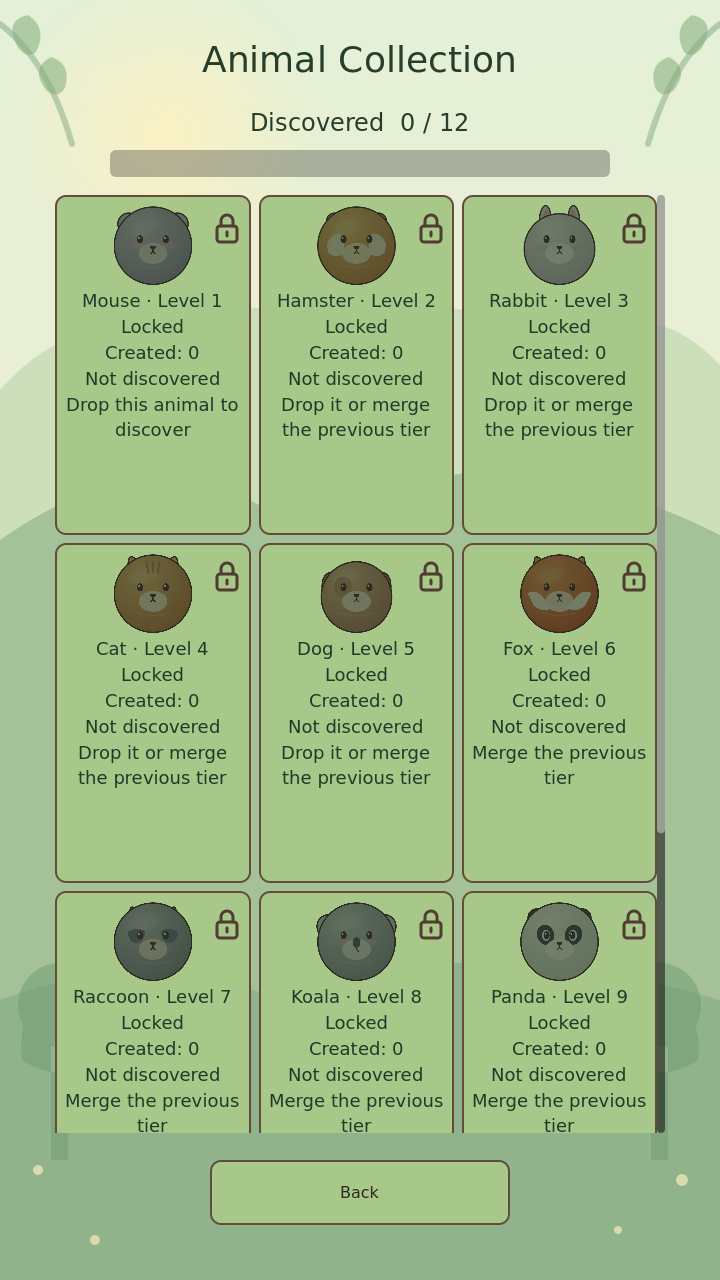 Animal Collection
Discovered 0 / 12
Mouse · Level 1
Locked
Created: 0
Not discovered
Drop this animal to
discover
Hamster · Level 2
Locked
Created: 0
Not discovered
Drop it or merge
the previous tier
Rabbit · Level 3
Locked
Created: 0
Not discovered
Drop it or merge
the previous tier
Cat · Level 4
Locked
Created: 0
Not discovered
Drop it or merge
the previous tier
Dog · Level 5
Locked
Created: 0
Not discovered
Drop it or merge
the previous tier
Fox · Level 6
Locked
Created: 0
Not discovered
Merge the previous
tier
Raccoon · Level 7
Locked
Created: 0
Not discovered
Merge the previous
tier
Koala · Level 8
Locked
Created: 0
Not discovered
Merge the previous
tier
Panda · Level 9
Locked
Created: 0
Not discovered
Merge the previous
tier
Back